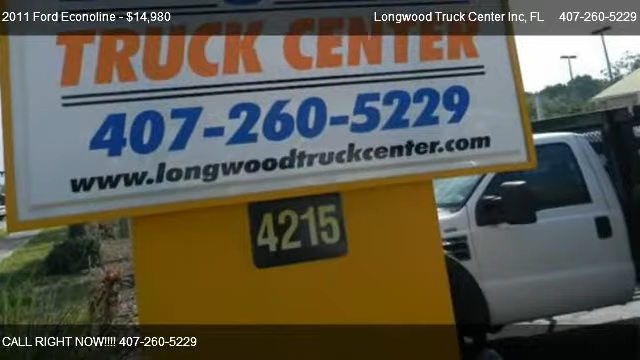 2011 Ford Econoline - $14,980
Longwood Truck Center Inc, FL 407-260-5229
TRUCK CENTER
407-260-5229
www.longwoodtruckcenter.com
4215
CALL RIGHT NOW!!!! 407-260-5229